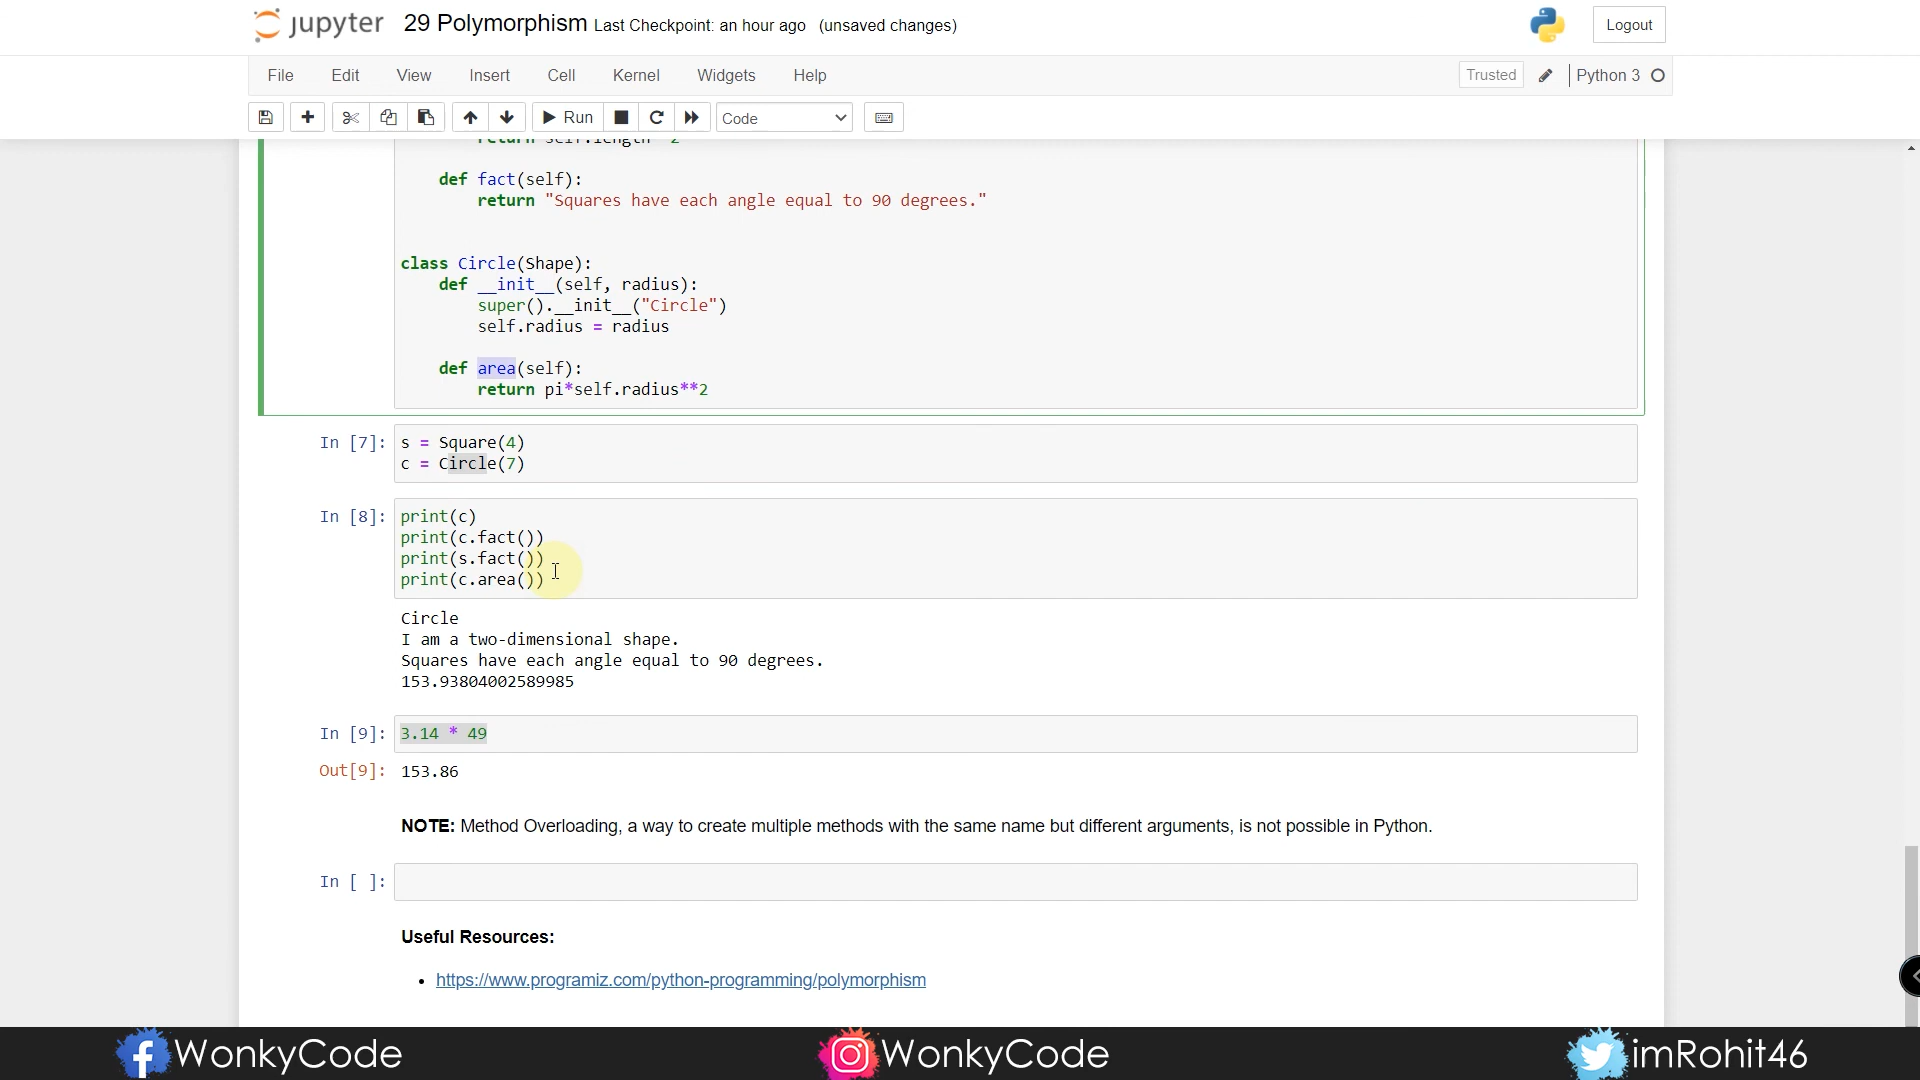 jupyter 29 Polymorphism Last Checkpoint: an hour ago (unsaved changes) Logout
File Edit View Insert Cell Kernel Widgets Help Trusted Python 3
Run Code
return self.length**2
def fact(self):
return "Squares have each angle equal to 90 degrees."
class Circle(Shape):
def __init__(self, radius):
super().__init__("Circle")
self.radius = radius
def area(self):
return pi*self.radius**2
In [7]: s = Square(4)
c = Circle(7)
In [8]: print(c)
print(c.fact())
print(s.fact())
print(c.area())
Circle
I am a two-dimensional shape.
Squares have each angle equal to 90 degrees.
153.93804002589985
In [9]: 3.14 * 49
Out[9]: 153.86
NOTE: Method Overloading, a way to create multiple methods with the same name but different arguments, is not possible in Python.
In [ ]:
Useful Resources:
• https://www.programiz.com/python-programming/polymorphism
WonkyCode WonkyCode imRohit46